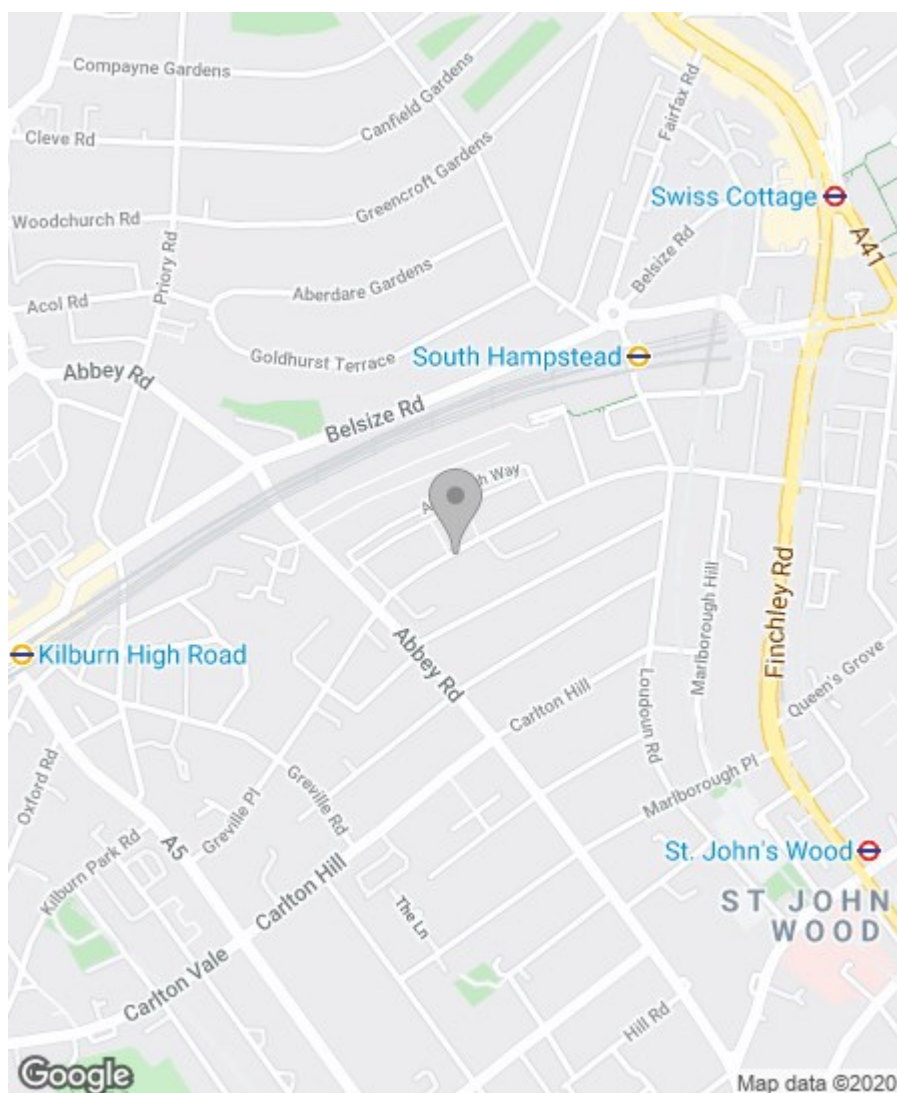 Compayne Gardens
Canfield Gardens
Fairfax Rd
Cleve Rd
Greencroft Gardens
Swiss Cottage
A41
Woodchurch Rd
Priory Rd
Belsize Rd
Aberdare Gardens
Acol Rd
Goldhurst Terrace
South Hampstead
Abbey Rd
Belsize Rd
Way
Finchley Rd
Kilburn High Road
Abbey Rd
Marlborough Hill
Queen's Grove
Carlton Hill
Loudoun Rd
Oxford Rd
Greville Pl
Greville Rd
Marlborough Pl
Kilburn Park Rd
A5
St. John's Wood
Carlton Hill
The Ln
ST JOHN
WOOD
Carlton Vale
Hill Rd
Google
Map data ©2020